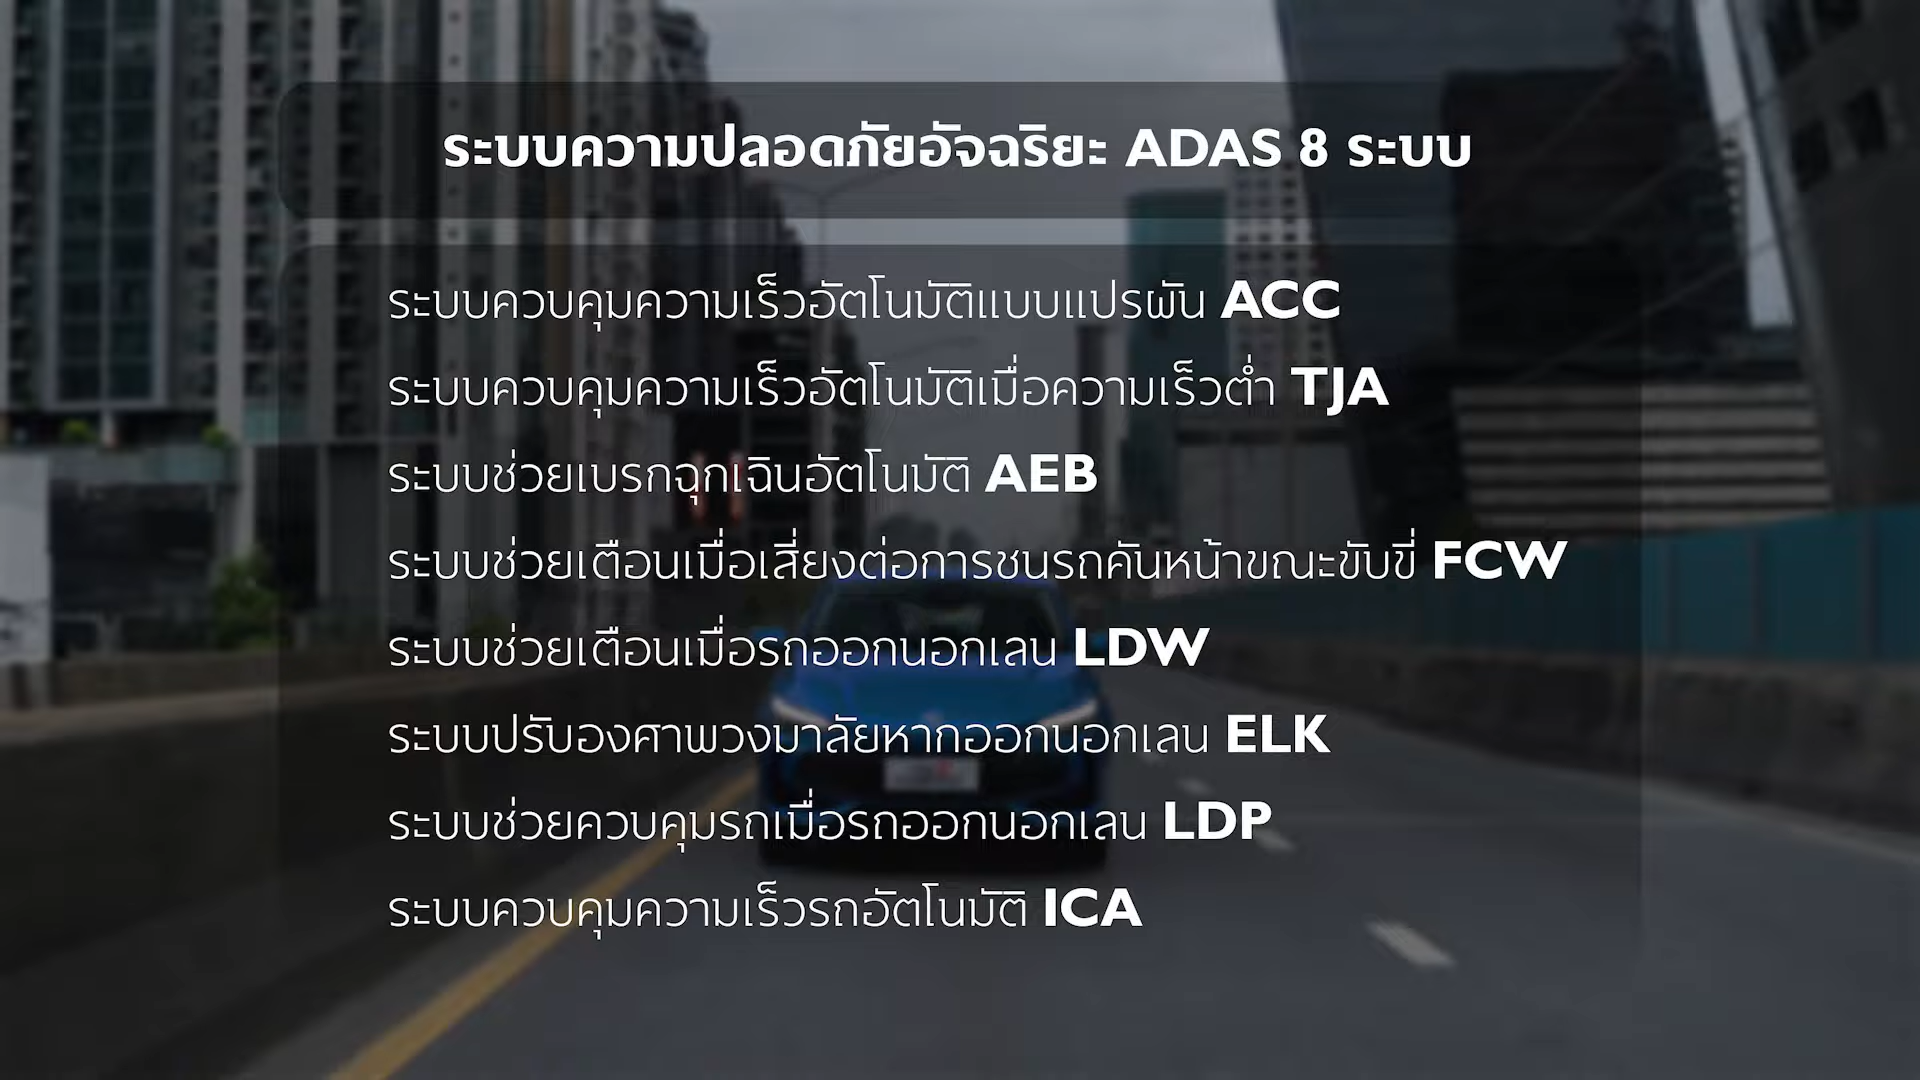 ระบบความปลอดภัยอัจฉริยะ ADAS 8 ระบบ
ระบบควบคุมความเร็วอัตโนมัติแบบแปรผัน ACC
ระบบควบคุมความเร็วอัตโนมัติเมื่อความเร็วต่ำ TJA
ระบบช่วยเบรกฉุกเฉินอัตโนมัติ AEB
ระบบช่วยเตือนเมื่อเสี่ยงต่อการชนรถคันหน้าขณะขับขี่ FCW
ระบบช่วยเตือนเมื่อรถออกนอกเลน LDW
ระบบปรับองศาพวงมาลัยหากออกนอกเลน ELK
ระบบช่วยควบคุมรถเมื่อรถออกนอกเลน LDP
ระบบควบคุมความเร็วรถอัตโนมัติ ICA